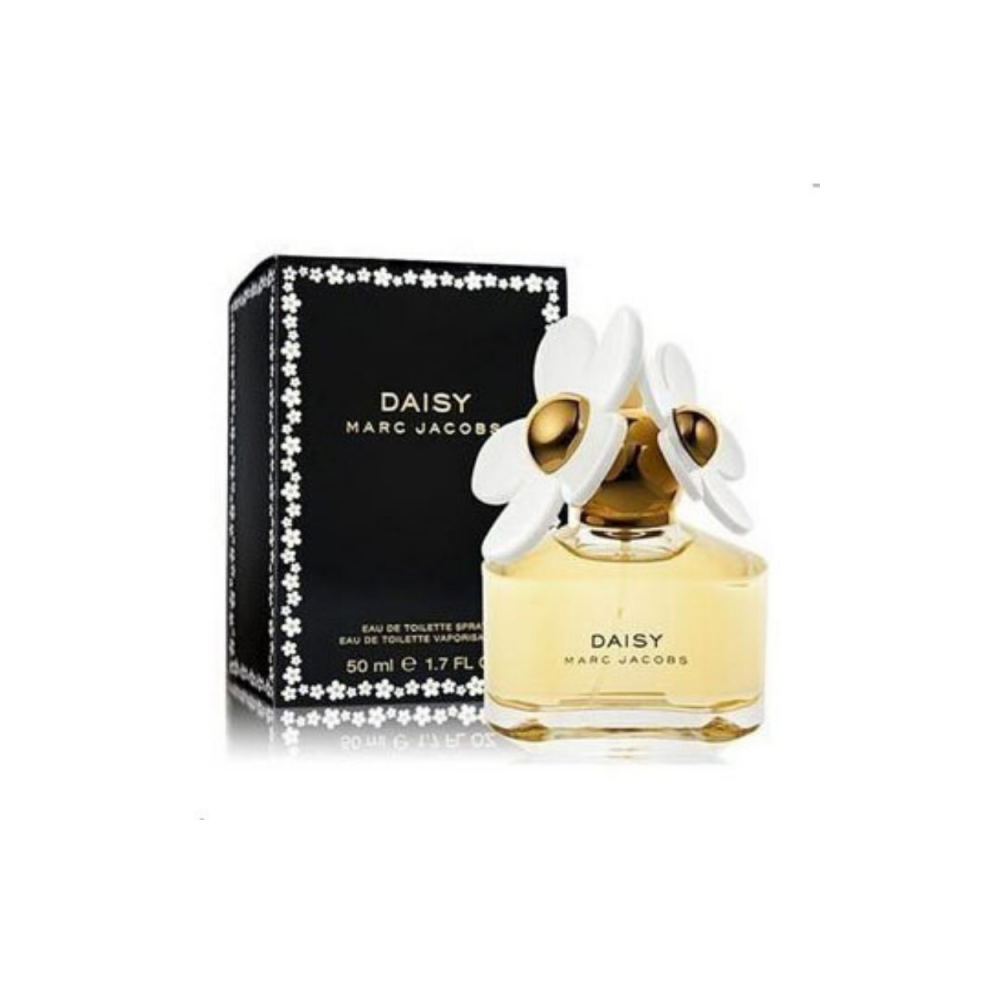 DAISY
MARC JACOBS
EAU DE TOILETTE SPRA
EAU DE TOILETTE VAPORISA
50 ml e 1.7 FL O
DAISY
MARC JACOBS